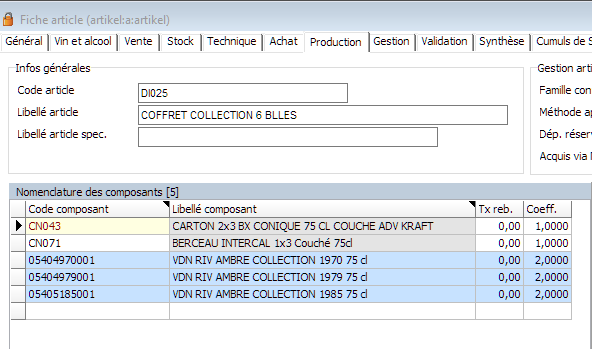 Fiche article (artikel:a:artikel)
Général Vin et alcool Vente Stock Technique Achat Production Gestion Validation Synthèse Cumuls de S
Infos générales
Gestion arti
Code article DI025
Famille con
Libellé article COFFRET COLLECTION 6 BLLES
Méthode ap
Libellé article spec.
Dép. réser
Acquis via
Nomenclature des composants [5]
Code composant Libellé composant Tx reb. Coeff.
CN043 CARTON 2x3 BX CONIQUE 75 CL COUCHE ADV KRAFT 0,00 1,0000
CN071 BERCEAU INTERCAL 1x3 Couché 75cl 0,00 1,0000
05404970001 VDN RIV AMBRE COLLECTION 1970 75 cl 0,00 2,0000
05404979001 VDN RIV AMBRE COLLECTION 1979 75 cl 0,00 2,0000
05405185001 VDN RIV AMBRE COLLECTION 1985 75 cl 0,00 2,0000